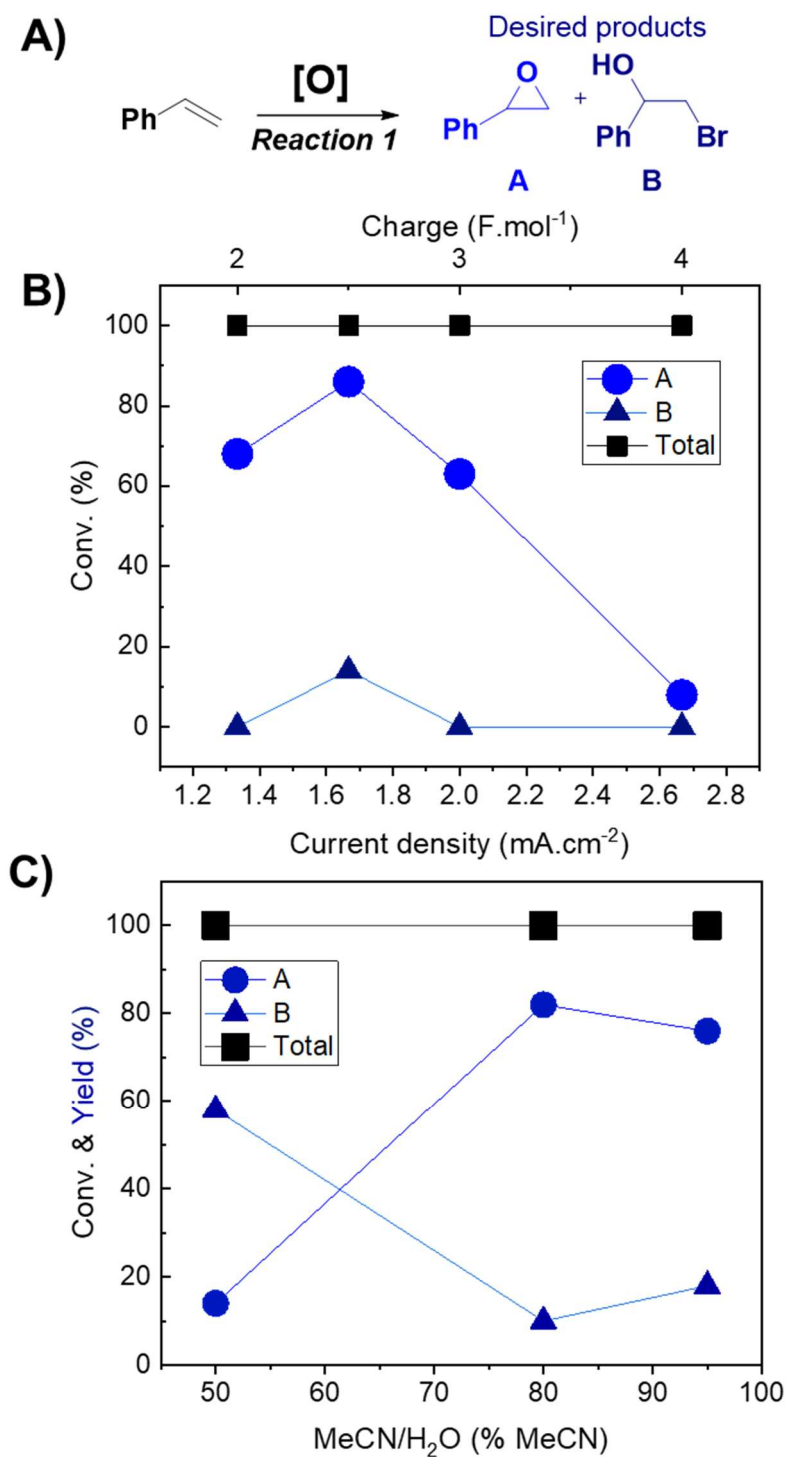 A)
Desired products
Ph
[O]
Reaction 1
O
Ph
A
+
HO
Ph
Br
B
Charge (F.mol⁻¹)
2 3 4
B)
100
80
60
40
20
0
Conv. (%)
A
B
Total
1.2 1.4 1.6 1.8 2.0 2.2 2.4 2.6 2.8
Current density (mA.cm⁻²)
C)
100
80
60
40
20
0
Conv. & Yield (%)
A
B
Total
50 60 70 80 90 100
MeCN/H₂O (% MeCN)